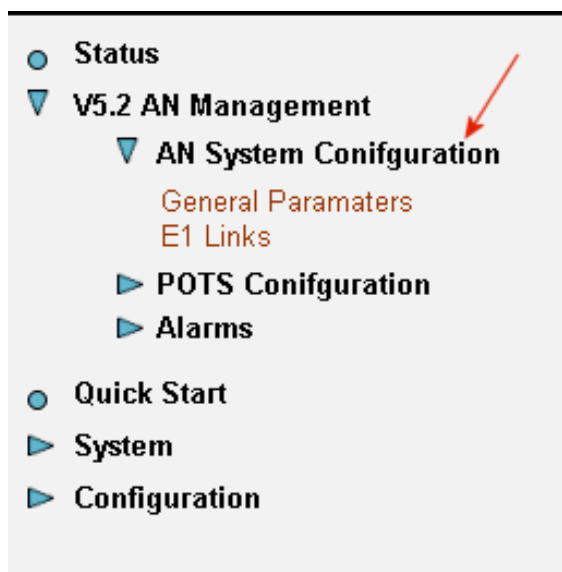 Status
V5.2 AN Management
AN System Conifguration
General Paramaters
E1 Links
POTS Conifguration
Alarms
Quick Start
System
Configuration